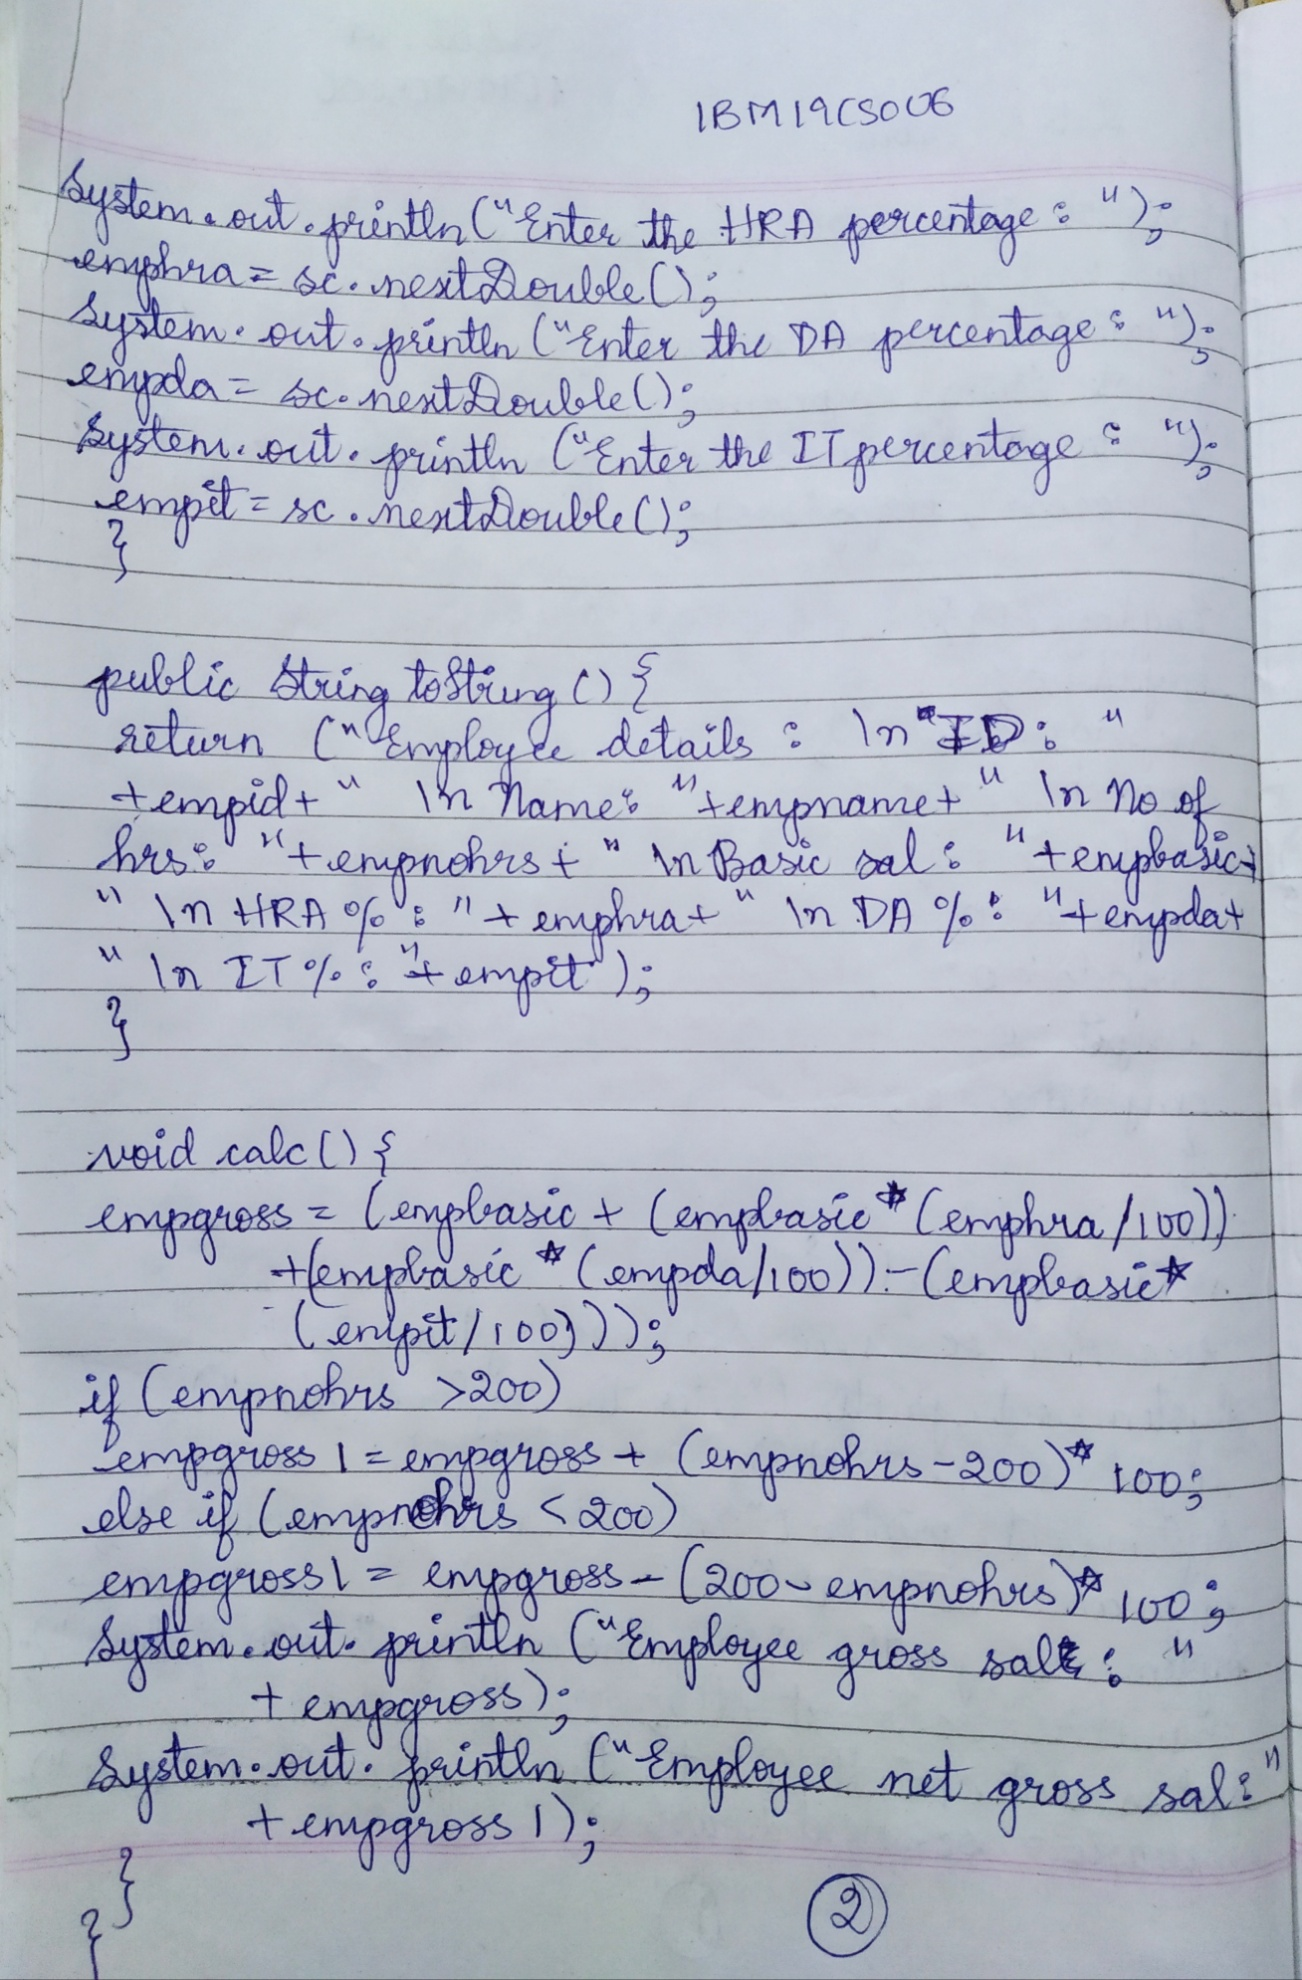 1BM19CS006
System.out.println("Enter the HRA percentage: ");
emphra = sc.nextDouble();
System.out.println("Enter the DA percentage: ");
empda = sc.nextDouble();
System.out.println("Enter the IT percentage: ");
empit = sc.nextDouble();
}
public String toString() {
return ("Employee details: \n ID: "
+empid+" \n Name: "+empname+" \n No of
hrs: "+empnohrs+" \n Basic sal: "+empbasic+
" \n HRA %: "+emphra+" \n DA %: "+empda+
" \n IT %: "+empit);
}
void calc() {
empgross = (empbasic + (empbasic * (emphra/100))
+(empbasic * (empda/100)) - (empbasic *
(empit/100)));
if (empnohrs >200)
empgross1 = empgross + (empnohrs-200)* 100;
else if (empnohrs <200)
empgross1 = empgross - (200-empnohrs)* 100;
System.out.println ("Employee gross sal: "
+ empgross);
System.out.println ("Employee net gross sal: "
+ empgross1);
}
}
2